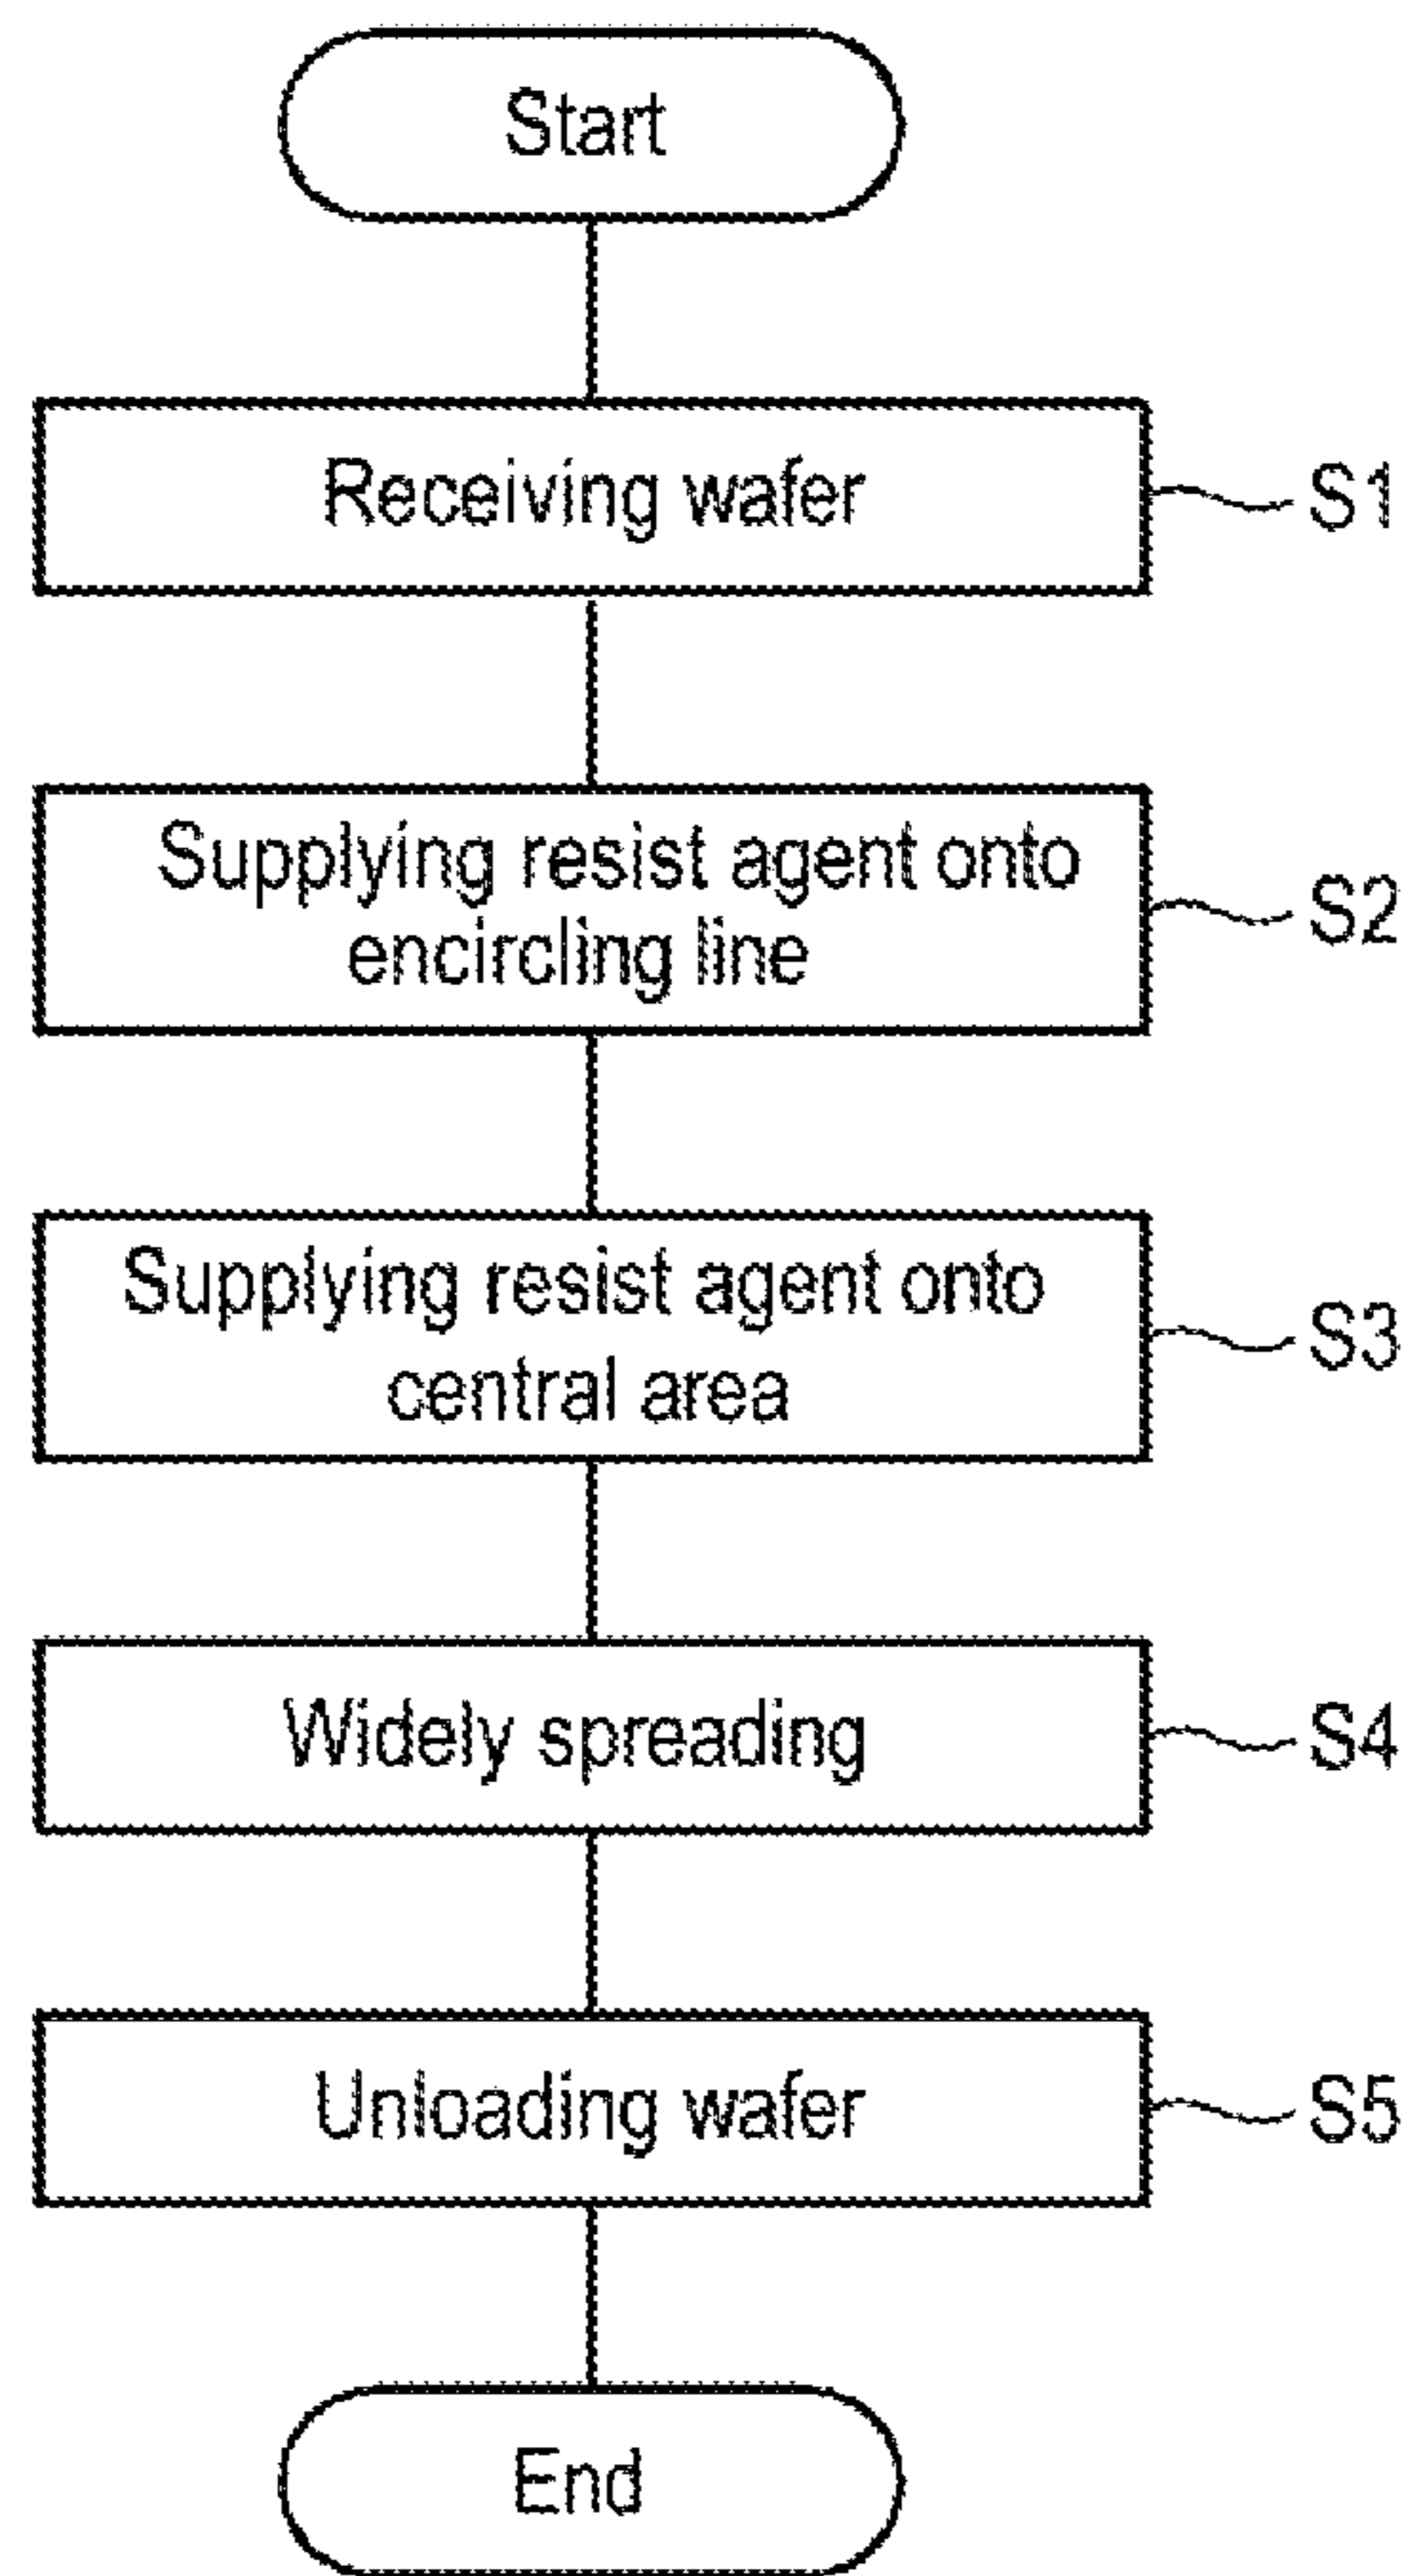 Start
Receiving wafer
S1
Supplying resist agent onto
encircling line
S2
Supplying resist agent onto
central area
S3
Widely spreading
S4
Unloading wafer
S5
End